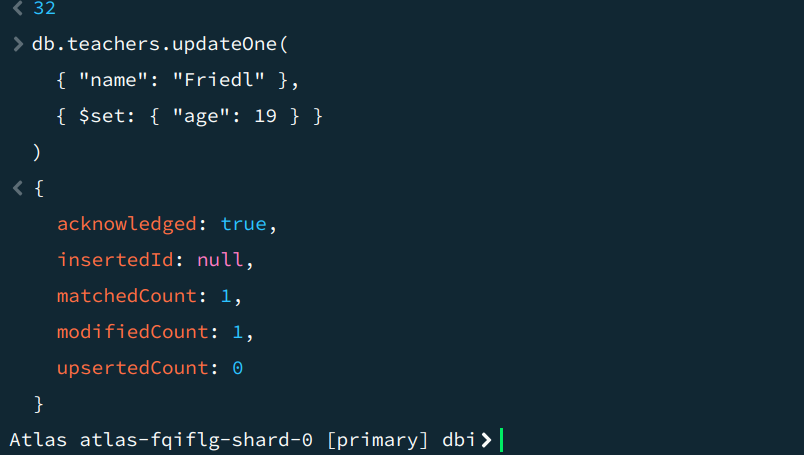 < 32
> db.teachers.updateOne(
{ "name": "Friedl" },
{ $set: { "age": 19 } }
)
< {
acknowledged: true,
insertedId: null,
matchedCount: 1,
modifiedCount: 1,
upsertedCount: 0
}
Atlas atlas-fqiflg-shard-0 [primary] dbi>